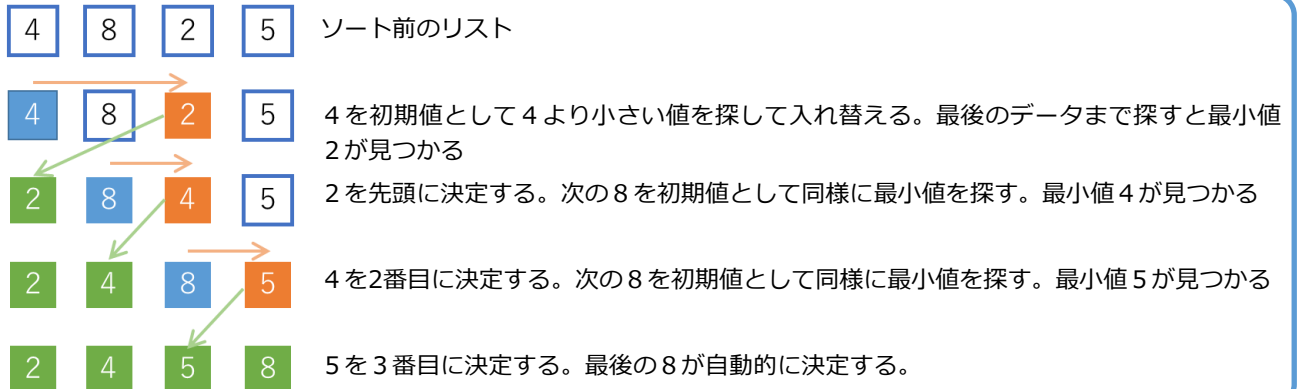 4 8 2 5 ソート前のリスト
4 8 2 5 4を初期値として4より小さい値を探して入れ替える。最後のデータまで探すと最小値
2が見つかる
2 8 4 5 2を先頭に決定する。次の8を初期値として同様に最小値を探す。最小値4が見つかる
2 4 8 5 4を2番目に決定する。次の8を初期値として同様に最小値を探す。最小値5が見つかる
2 4 5 8 5を3番目に決定する。最後の8が自動的に決定する。